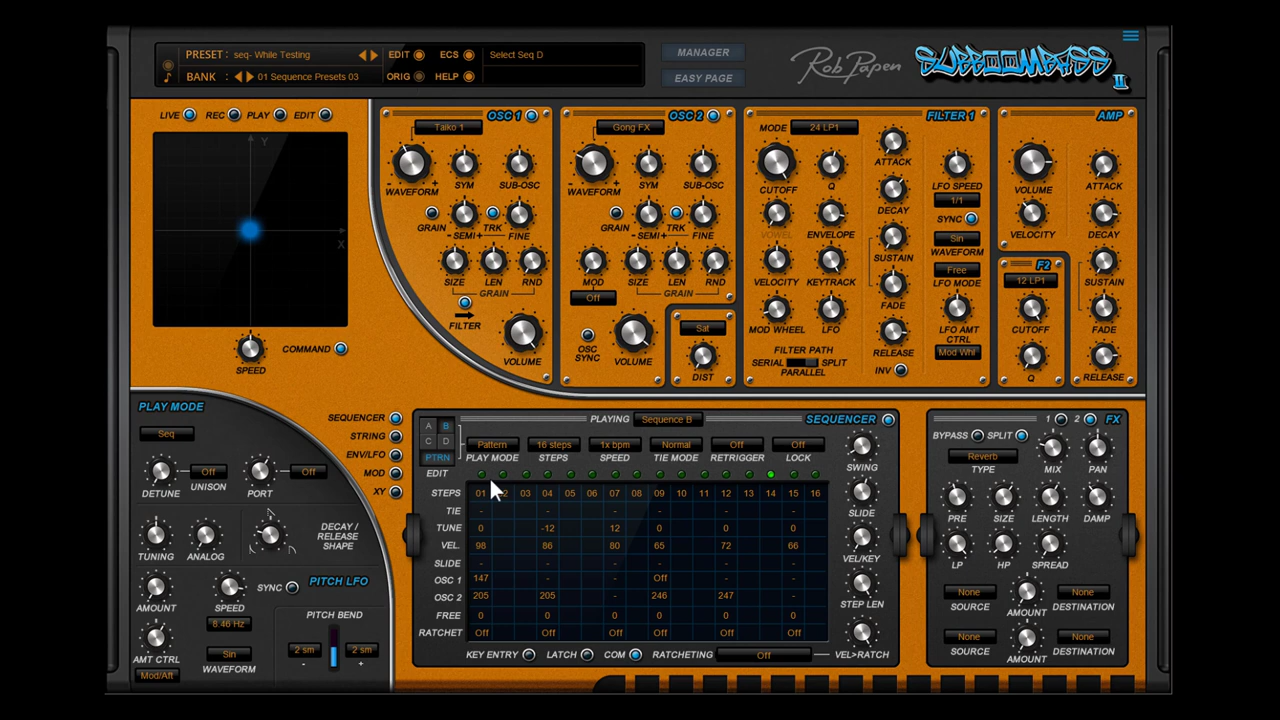 PRESET : seq- While Testing EDIT ECS Select Seq D
BANK : 01 Sequence Presets 03 ORIG HELP
MANAGER
EASY PAGE
Rob Papen
SUBBOOMBASS II
LIVE REC PLAY EDIT
Y
X
SPEED
COMMAND
OSC 1
Taiko 1
- WAVEFORM + SYM SUB-OSC
GRAIN - SEMI + TRK FINE
SIZE LEN RND
GRAIN
FILTER
VOLUME
OSC 2
Gong FX
- WAVEFORM + SYM SUB-OSC
GRAIN - SEMI + TRK FINE
MOD SIZE LEN RND
GRAIN
Off
OSC SYNC
VOLUME
Sat
DIST
FILTER 1
MODE 24 LP1
CUTOFF Q ATTACK LFO SPEED
1/1
VOWEL ENVELOPE DECAY SYNC
Sin
WAVEFORM
VELOCITY KEYTRACK SUSTAIN Free
LFO MODE
MOD WHEEL LFO FADE LFO AMT CTRL
Mod Whl
FILTER PATH
SERIAL SPLIT
PARALLEL
RELEASE
INV
AMP
VOLUME ATTACK
VELOCITY DECAY
SUSTAIN
FADE
RELEASE
F2
12 LP1
CUTOFF
Q
PLAY MODE
Seq
DETUNE Off UNISON PORT Off
TUNING ANALOG DECAY / RELEASE SHAPE
PITCH LFO
AMOUNT SPEED SYNC
8.46 Hz
AMT CTRL Sin WAVEFORM
Mod/Aft
PITCH BEND
2 sm 2 sm
- +
SEQUENCER
STRING
ENV/LFO
MOD
XY
A B
C D
PTRN
EDIT
PLAYING Sequence B SEQUENCER
Pattern 16 steps 1x bpm Normal Off Off
PLAY MODE STEPS SPEED TIE MODE RETRIGGER LOCK
STEPS 01 03 04 05 06 07 08 09 10 11 12 13 14 15 16
TIE - - - - - -
TUNE 0 -12 12 0 0 0
VEL. 98 86 80 65 72 66
SLIDE - - - - - -
OSC 1 147 - - Off - -
OSC 2 205 205 - 246 247 -
FREE 0 0 0 0 0 0
RATCHET Off Off Off Off Off Off
KEY ENTRY LATCH COM RATCHETING Off VEL>RATCH
SWING
SLIDE
VEL/KEY
STEP LEN
1 2 FX
BYPASS SPLIT
Reverb
TYPE
MIX PAN
PRE SIZE LENGTH DAMP
LP HP SPREAD
None None
SOURCE AMOUNT DESTINATION
None None
SOURCE AMOUNT DESTINATION